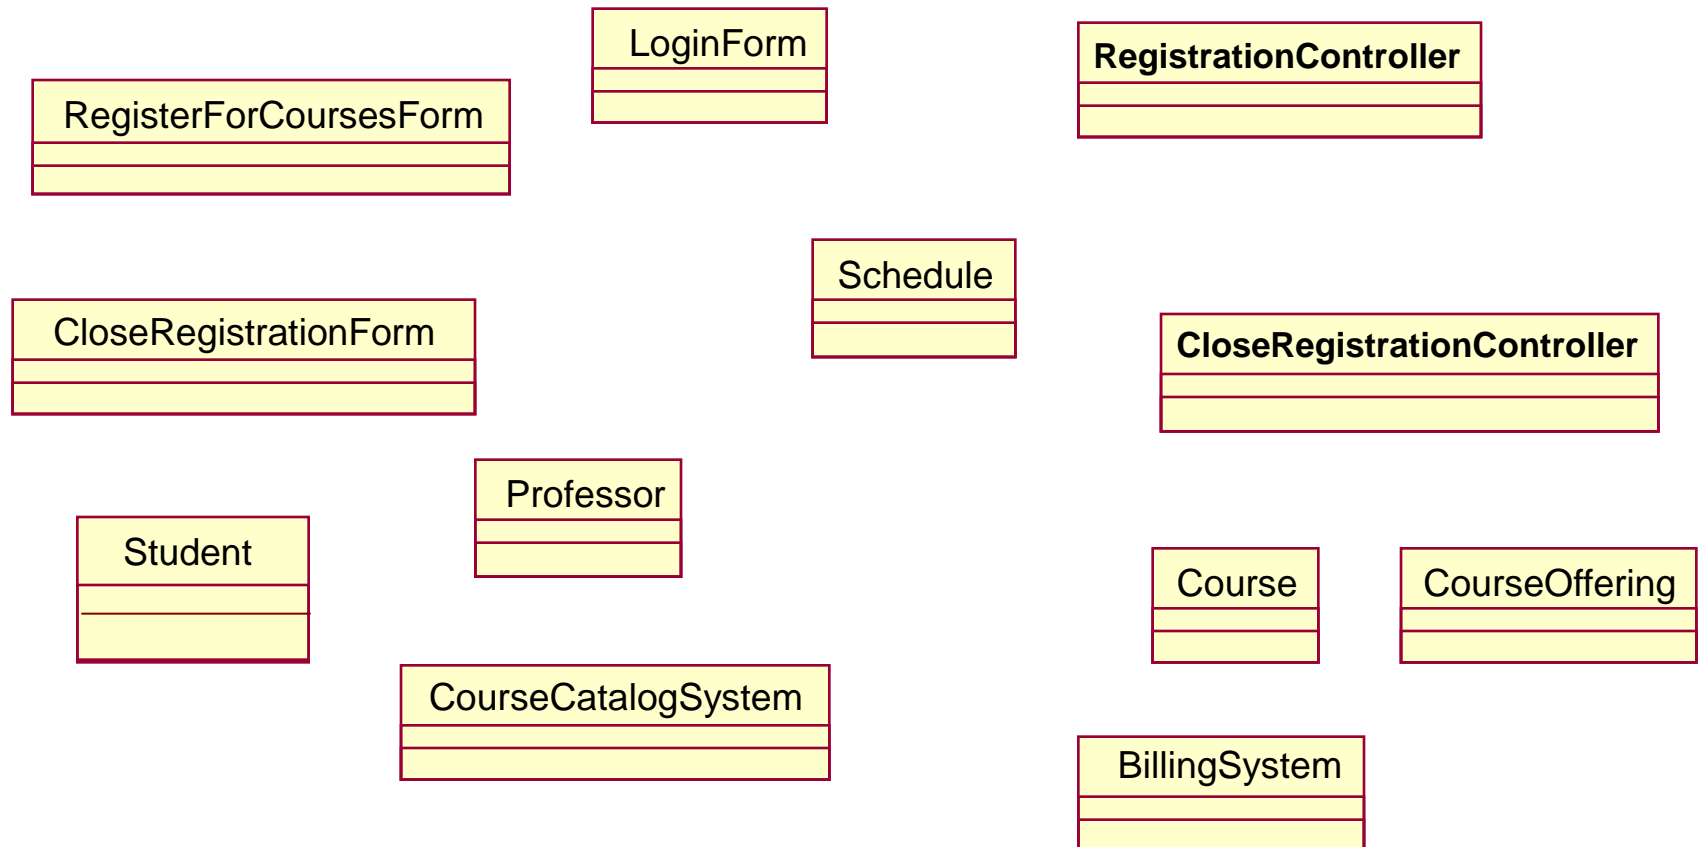 LoginForm
RegistrationController
RegisterForCoursesForm
Schedule
CloseRegistrationForm
CloseRegistrationController
Professor
Student
Course
CourseOffering
CourseCatalogSystem
BillingSystem